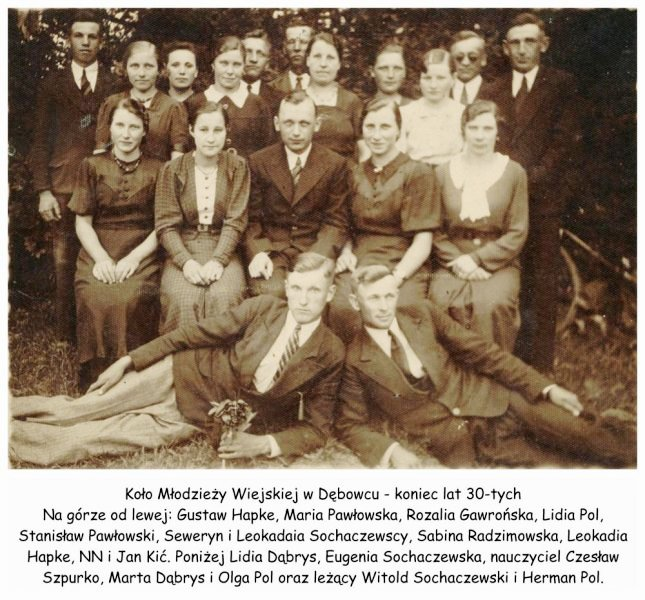 Koło Młodzieży Wiejskiej w Dębowcu - koniec lat 30-tych
Na górze od lewej: Gustaw Hapke, Maria Pawłowska, Rozalia Gawrońska, Lidia Pol,
Stanisław Pawłowski, Seweryn i Leokadaia Sochaczewscy, Sabina Radzimowska, Leokadia
Hapke, NN i Jan Kić. Poniżej Lidia Dąbrys, Eugenia Sochaczewska, nauczyciel Czesław
Szpurko, Marta Dąbrys i Olga Pol oraz leżący Witold Sochaczewski i Herman Pol.